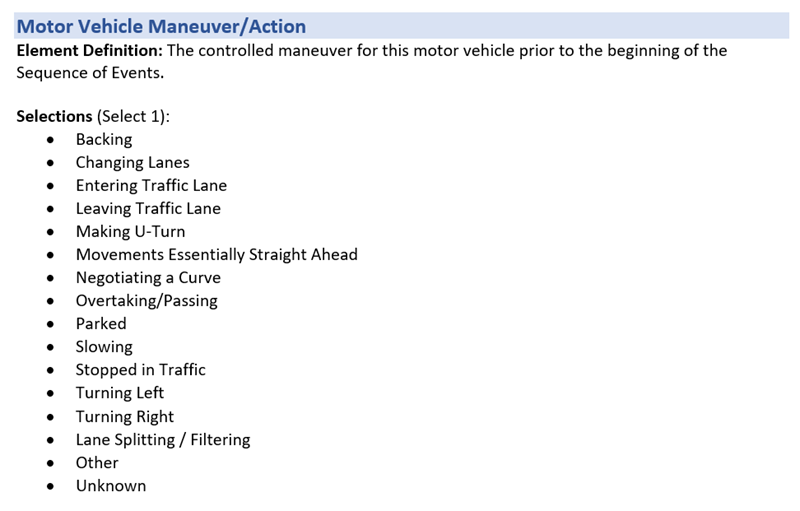 Motor Vehicle Maneuver/Action
Element Definition: The controlled maneuver for this motor vehicle prior to the beginning of the
Sequence of Events.
Selections (Select 1):
• Backing
• Changing Lanes
• Entering Traffic Lane
• Leaving Traffic Lane
• Making U-Turn
• Movements Essentially Straight Ahead
• Negotiating a Curve
• Overtaking/Passing
• Parked
• Slowing
• Stopped in Traffic
• Turning Left
• Turning Right
• Lane Splitting / Filtering
• Other
• Unknown